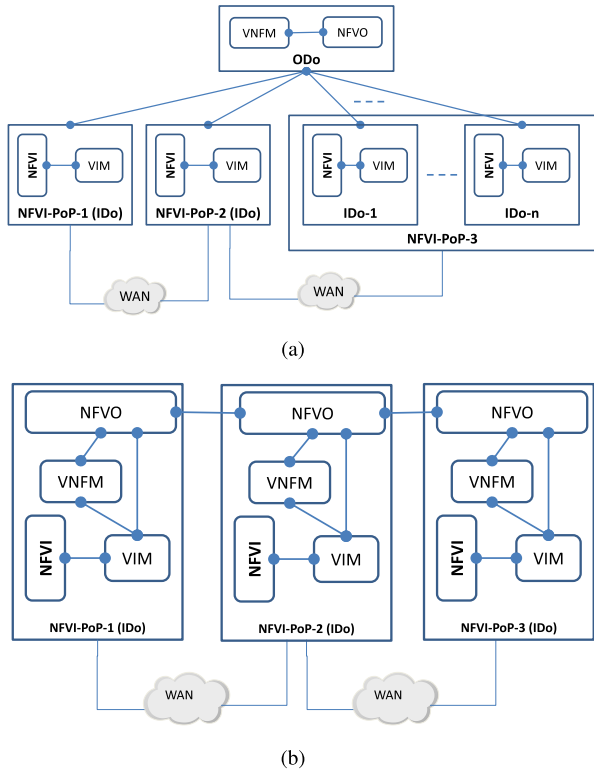 VNFM
NFVO
ODo
NFVI
VIM
NFVI-PoP-1 (IDo)
NFVI
VIM
NFVI-PoP-2 (IDo)
NFVI
VIM
IDo-1
NFVI
VIM
IDo-n
NFVI-PoP-3
WAN
WAN
(a)
NFVO
VNFM
NFVI
VIM
NFVI-PoP-1 (IDo)
NFVO
VNFM
NFVI
VIM
NFVI-PoP-2 (IDo)
NFVO
VNFM
NFVI
VIM
NFVI-PoP-3 (IDo)
WAN
WAN
(b)